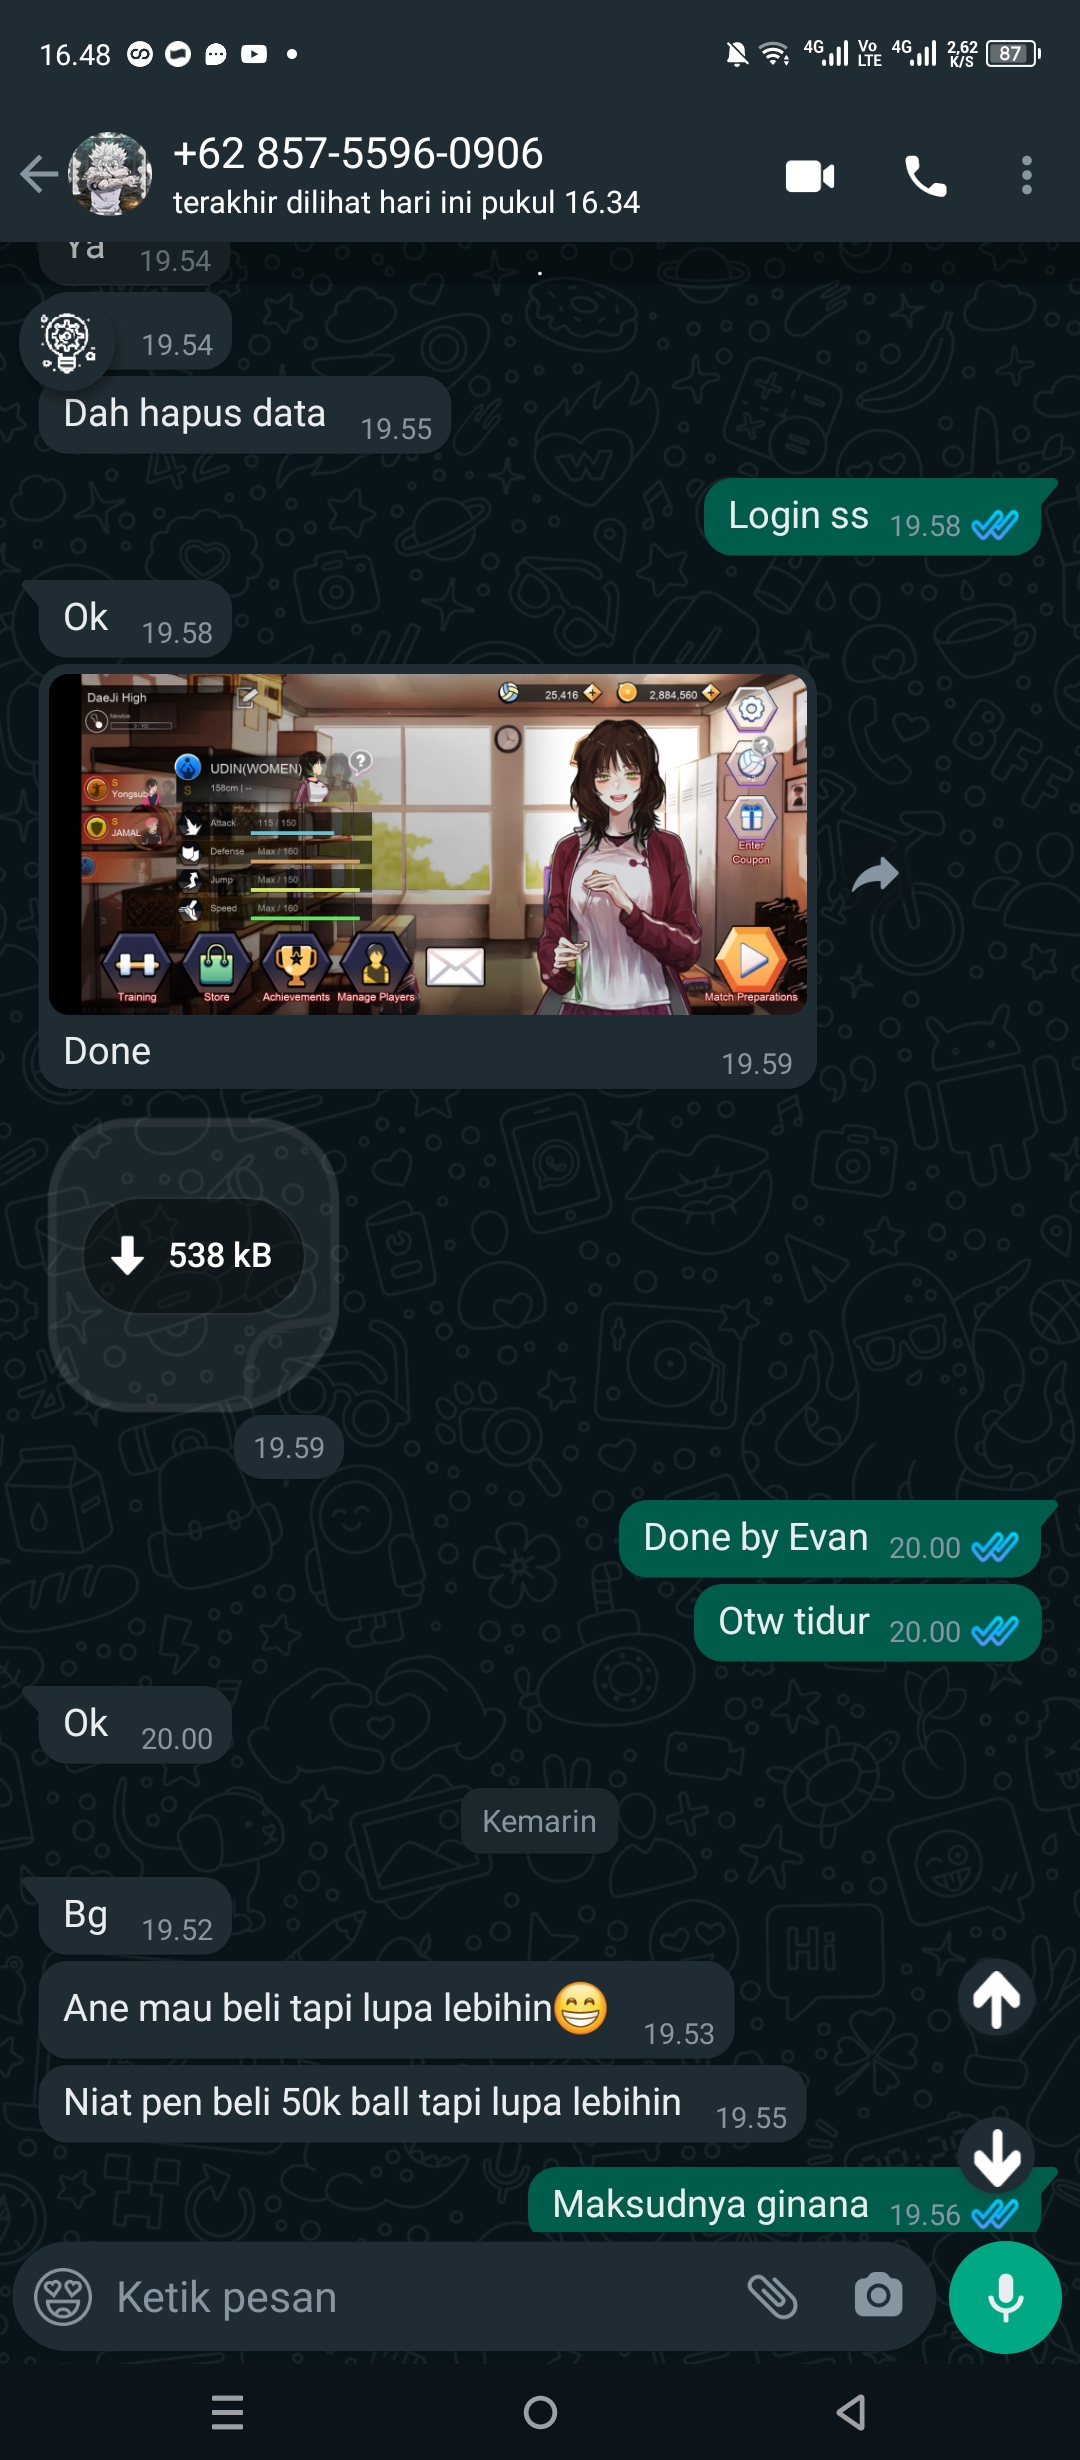 16.48
4G
Vo
LTE
4G
2,62
K/S
87
+62 857-5596-0906
terakhir dilihat hari ini pukul 16.34
Ya 19.54
19.54
Dah hapus data 19.55
Login ss 19.58
Ok 19.58
DaeJi High
Newbie
25,416
2,884,560
?
UDIN(WOMEN)
?
S
158cm | --
S
Yongsub
S
JAMAL
Attack 115 / 150
Defense Max / 160
Jump Max / 150
Speed Max / 160
Enter
Coupon
Training
Store
Achievements
Manage Players
Match Preparations
Done 19.59
538 kB
19.59
Done by Evan 20.00
Otw tidur 20.00
Ok 20.00
Kemarin
Bg 19.52
Ane mau beli tapi lupa lebihin😁 19.53
Niat pen beli 50k ball tapi lupa lebihin 19.55
Maksudnya ginana 19.56
Ketik pesan